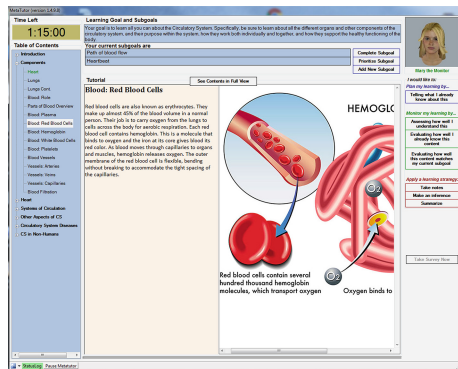 MetaTutor (version 1.4.9.0)
Time Left
1:15:00
Table of Contents
Introduction
Components
Heart
Lungs
Lungs Cont
Blood: Role
Parts of Blood Overview
Blood: Plasma
Blood: Red Blood Cells
Blood: Hemoglobin
Blood: White Blood Cells
Blood: Platelets
Blood Vessels
Vessels: Arteries
Vessels: Veins
Vessels: Capillaries
Blood Filtration
Heart
Systems of Circulation
Other Aspects of CS
Circulatory System Diseases
CS in Non-Humans
Learning Goal and Subgoals
Your goal is to learn all you can about the Circulatory System. Specifically, be sure to learn about all the different organs and other components of the
circulatory system, and their purpose within the system, how they work both individually and together, and how they support the healthy functioning of the
body.
Your current subgoals are
Path of blood flow
Heartbeat
Complete Subgoal
Prioritize Subgoal
Add New Subgoal
Tutorial
See Contents in Full View
Blood: Red Blood Cells
Red blood cells are also known as erythrocytes. They
make up almost 45% of the blood volume in a normal
person. Their job is to carry oxygen from the lungs to
cells across the body for aerobic respiration. Each red
blood cell contains hemoglobin. This is a molecule that
binds to oxygen and the iron at its core gives blood its
red color. As blood moves through capillaries to organs
and muscles, hemoglobin releases oxygen. The outer
membrane of the red blood cell is flexible, bending
without breaking to accommodate the tight spacing of
the capillaries.
HEMOGLO
O2
O2
Red blood cells contain several
hundred thousand hemoglobin
molecules, which transport oxygen
Oxygen binds to
Mary the Monitor
I would like to:
Plan my learning by...
Telling what I already
know about this
Monitor my learning by...
Assessing how well I
understand this
Evaluating how well I
already know this
content
Evaluating how well
this content matches
my current subgoal
Apply a learning strategy:
Take notes
Make an inference
Summarize
Take Survey Now
StatusLog
Pause Metatutor